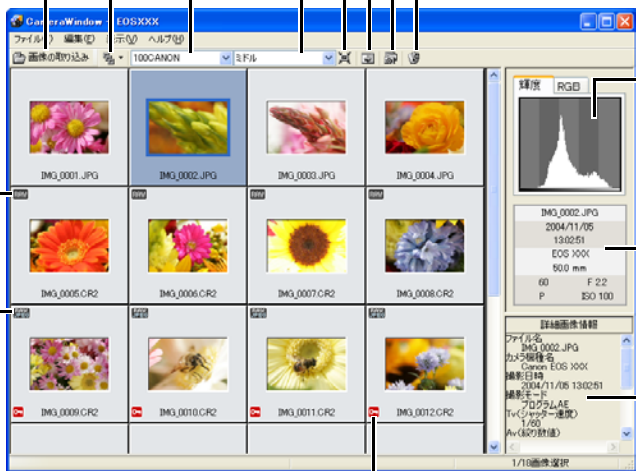 CameraWindow - EOSXXX
ファイル(F) 編集(E) 表示(V) ヘルプ(H)
画像の取り込み 100CANON ミドル
IMG_0001.JPG IMG_0002.JPG IMG_0003.JPG IMG_0004.JPG
RAW RAW RAW RAW
IMG_0005.CR2 IMG_0006.CR2 IMG_0007.CR2 IMG_0008.CR2
IMG_0009.CR2 IMG_0010.CR2 IMG_0011.CR2 IMG_0012.CR2
輝度 RGB
IMG_0002.JPG
2004/11/05
13:02:51
EOS XXX
50.0 mm
60 F 2.2
P ISO 100
詳細画像情報
ファイル名
IMG_0002.JPG
カメラ機種名
Canon EOS XXX
撮影日時
2004/11/05 13:02:51
撮影モード
プログラムAE
Tv(シャッター速度)
1/60
Av(絞り数値)
1/18画像選択